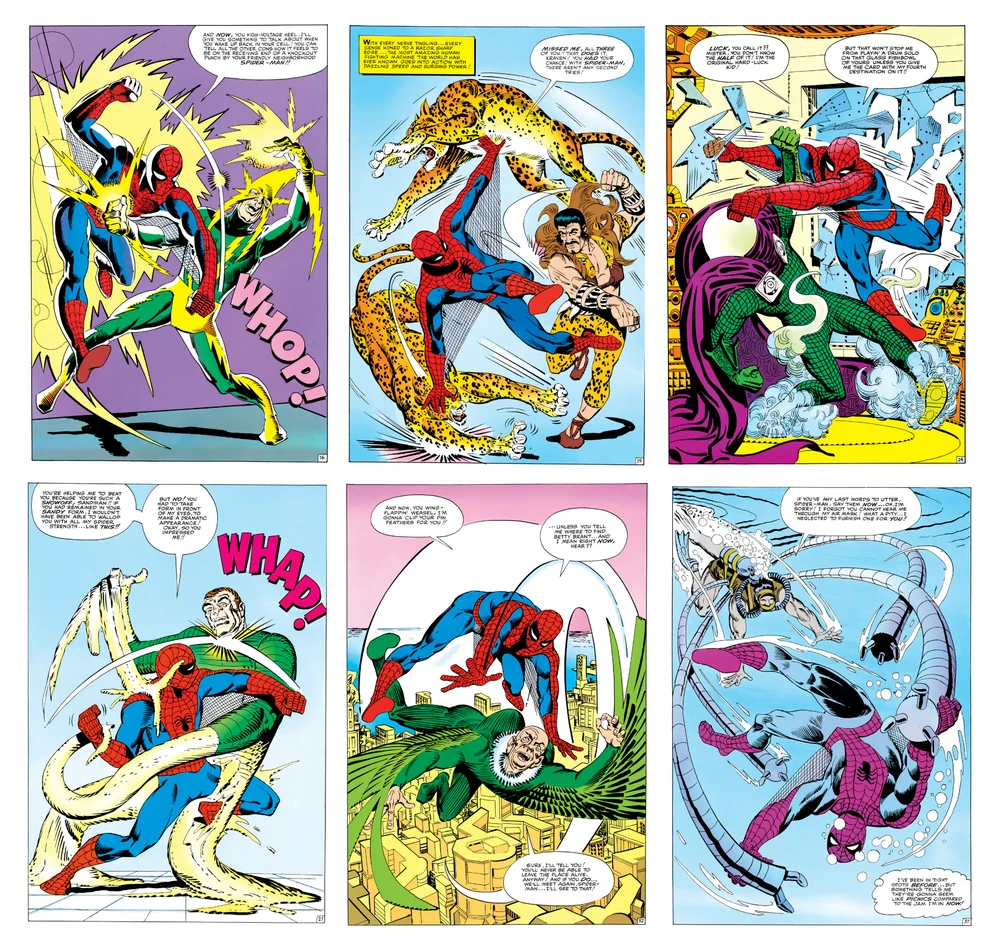 AND NOW, YOU HIGH-VOLTAGE HEEL, I'LL
GIVE YOU SOMETHING TO TALK ABOUT WHEN
YOU WAKE UP BACK IN YOUR CELL! YOU CAN
TELL ALL THE OTHER CONS HOW IT FEELS TO
BE ON THE RECEIVING END OF A KNOCKOUT
PUNCH BY YOUR FRIENDLY NEIGHBORHOOD
SPIDER-MAN!!
WHOP!
WITH EVERY NERVE TINGLING... EVERY
SENSE HONED TO A RAZOR SHARP
EDGE... THE MOST AMAZING HUMAN
FIGHTING MACHINE THE WORLD HAS
EVER KNOWN GOES INTO ACTION WITH
DAZZLING SPEED AND SURGING POWER!
MISSED ME, ALL THREE
OF YOU! THAT DOES IT,
KRAVEN! YOU HAD YOUR
CHANCE! WITH SPIDER-MAN,
THERE AREN'T ANY SECOND
TRIES!
LUCK, YOU CALL IT??
MISTER, YOU DON'T KNOW
THE HALF OF IT! I'M THE
ORIGINAL HARD-LUCK
KID!
BUT THAT WON'T STOP ME
FROM PLAYIN' A DRUM SOLO
ON THAT GLASS FISHBOWL
OF YOURS UNLESS YOU GIVE
ME THE CARD WITH MY FOURTH
DESTINATION ON IT!!
YOU'RE HELPING ME TO BEAT
YOU BECAUSE YOU'RE SUCH A
SHOWOFF, SANDMAN!! IF
YOU HAD REMAINED IN YOUR
SANDY FORM, I WOULDN'T
HAVE BEEN ABLE TO WALLOP
YOU WITH ALL MY SPIDER
STRENGTH... LIKE THIS!
BUT NO! YOU
HAD TO TAKE
FORM IN FRONT
OF MY EYES, TO
MAKE A DRAMATIC
APPEARANCE!
OKAY, SO YOU
IMPRESSED
ME!!
WHAP!
27
AND NOW, YOU WING-
FLAPPIN' WEASEL, I'M
GONNA CLIP YOUR PIN
FEATHERS FOR YOU!!
...UNLESS YOU TELL
ME WHERE TO FIND
BETTY BRANT... AND
I MEAN RIGHT NOW,
HEAR??
SURE, I'LL TELL YOU!
YOU'LL NEVER BE ABLE TO
LEAVE THE PLACE ALIVE,
ANYWAY! AND IF YOU DO...
WE'LL MEET AGAIN, SPIDER-
MAN... I'LL SEE TO THAT!
IF YOU'VE ANY LAST WORDS TO UTTER,
SPIDER-MAN, SAY THEM NOW... OH, I'M
SORRY! I FORGOT YOU CANNOT HEAR ME
THROUGH MY AIR MASK! WHAT A PITY... I
NEGLECTED TO FURNISH ONE FOR YOU!
I'VE BEEN IN TIGHT
SPOTS BEFORE... BUT
SOMETHING TELLS ME
THEY'RE GONNA SEEM
LIKE PICNICS COMPARED
TO THE JAM I'M IN NOW!